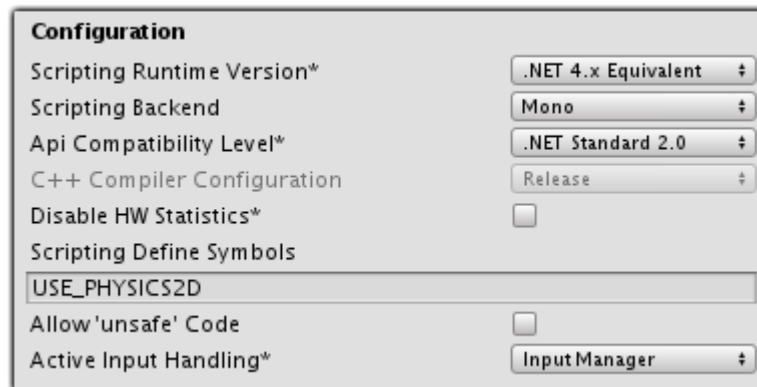 Configuration
Scripting Runtime Version* .NET 4.x Equivalent
Scripting Backend Mono
Api Compatibility Level* .NET Standard 2.0
C++ Compiler Configuration Release
Disable HW Statistics*
Scripting Define Symbols
USE_PHYSICS2D
Allow 'unsafe' Code
Active Input Handling* Input Manager